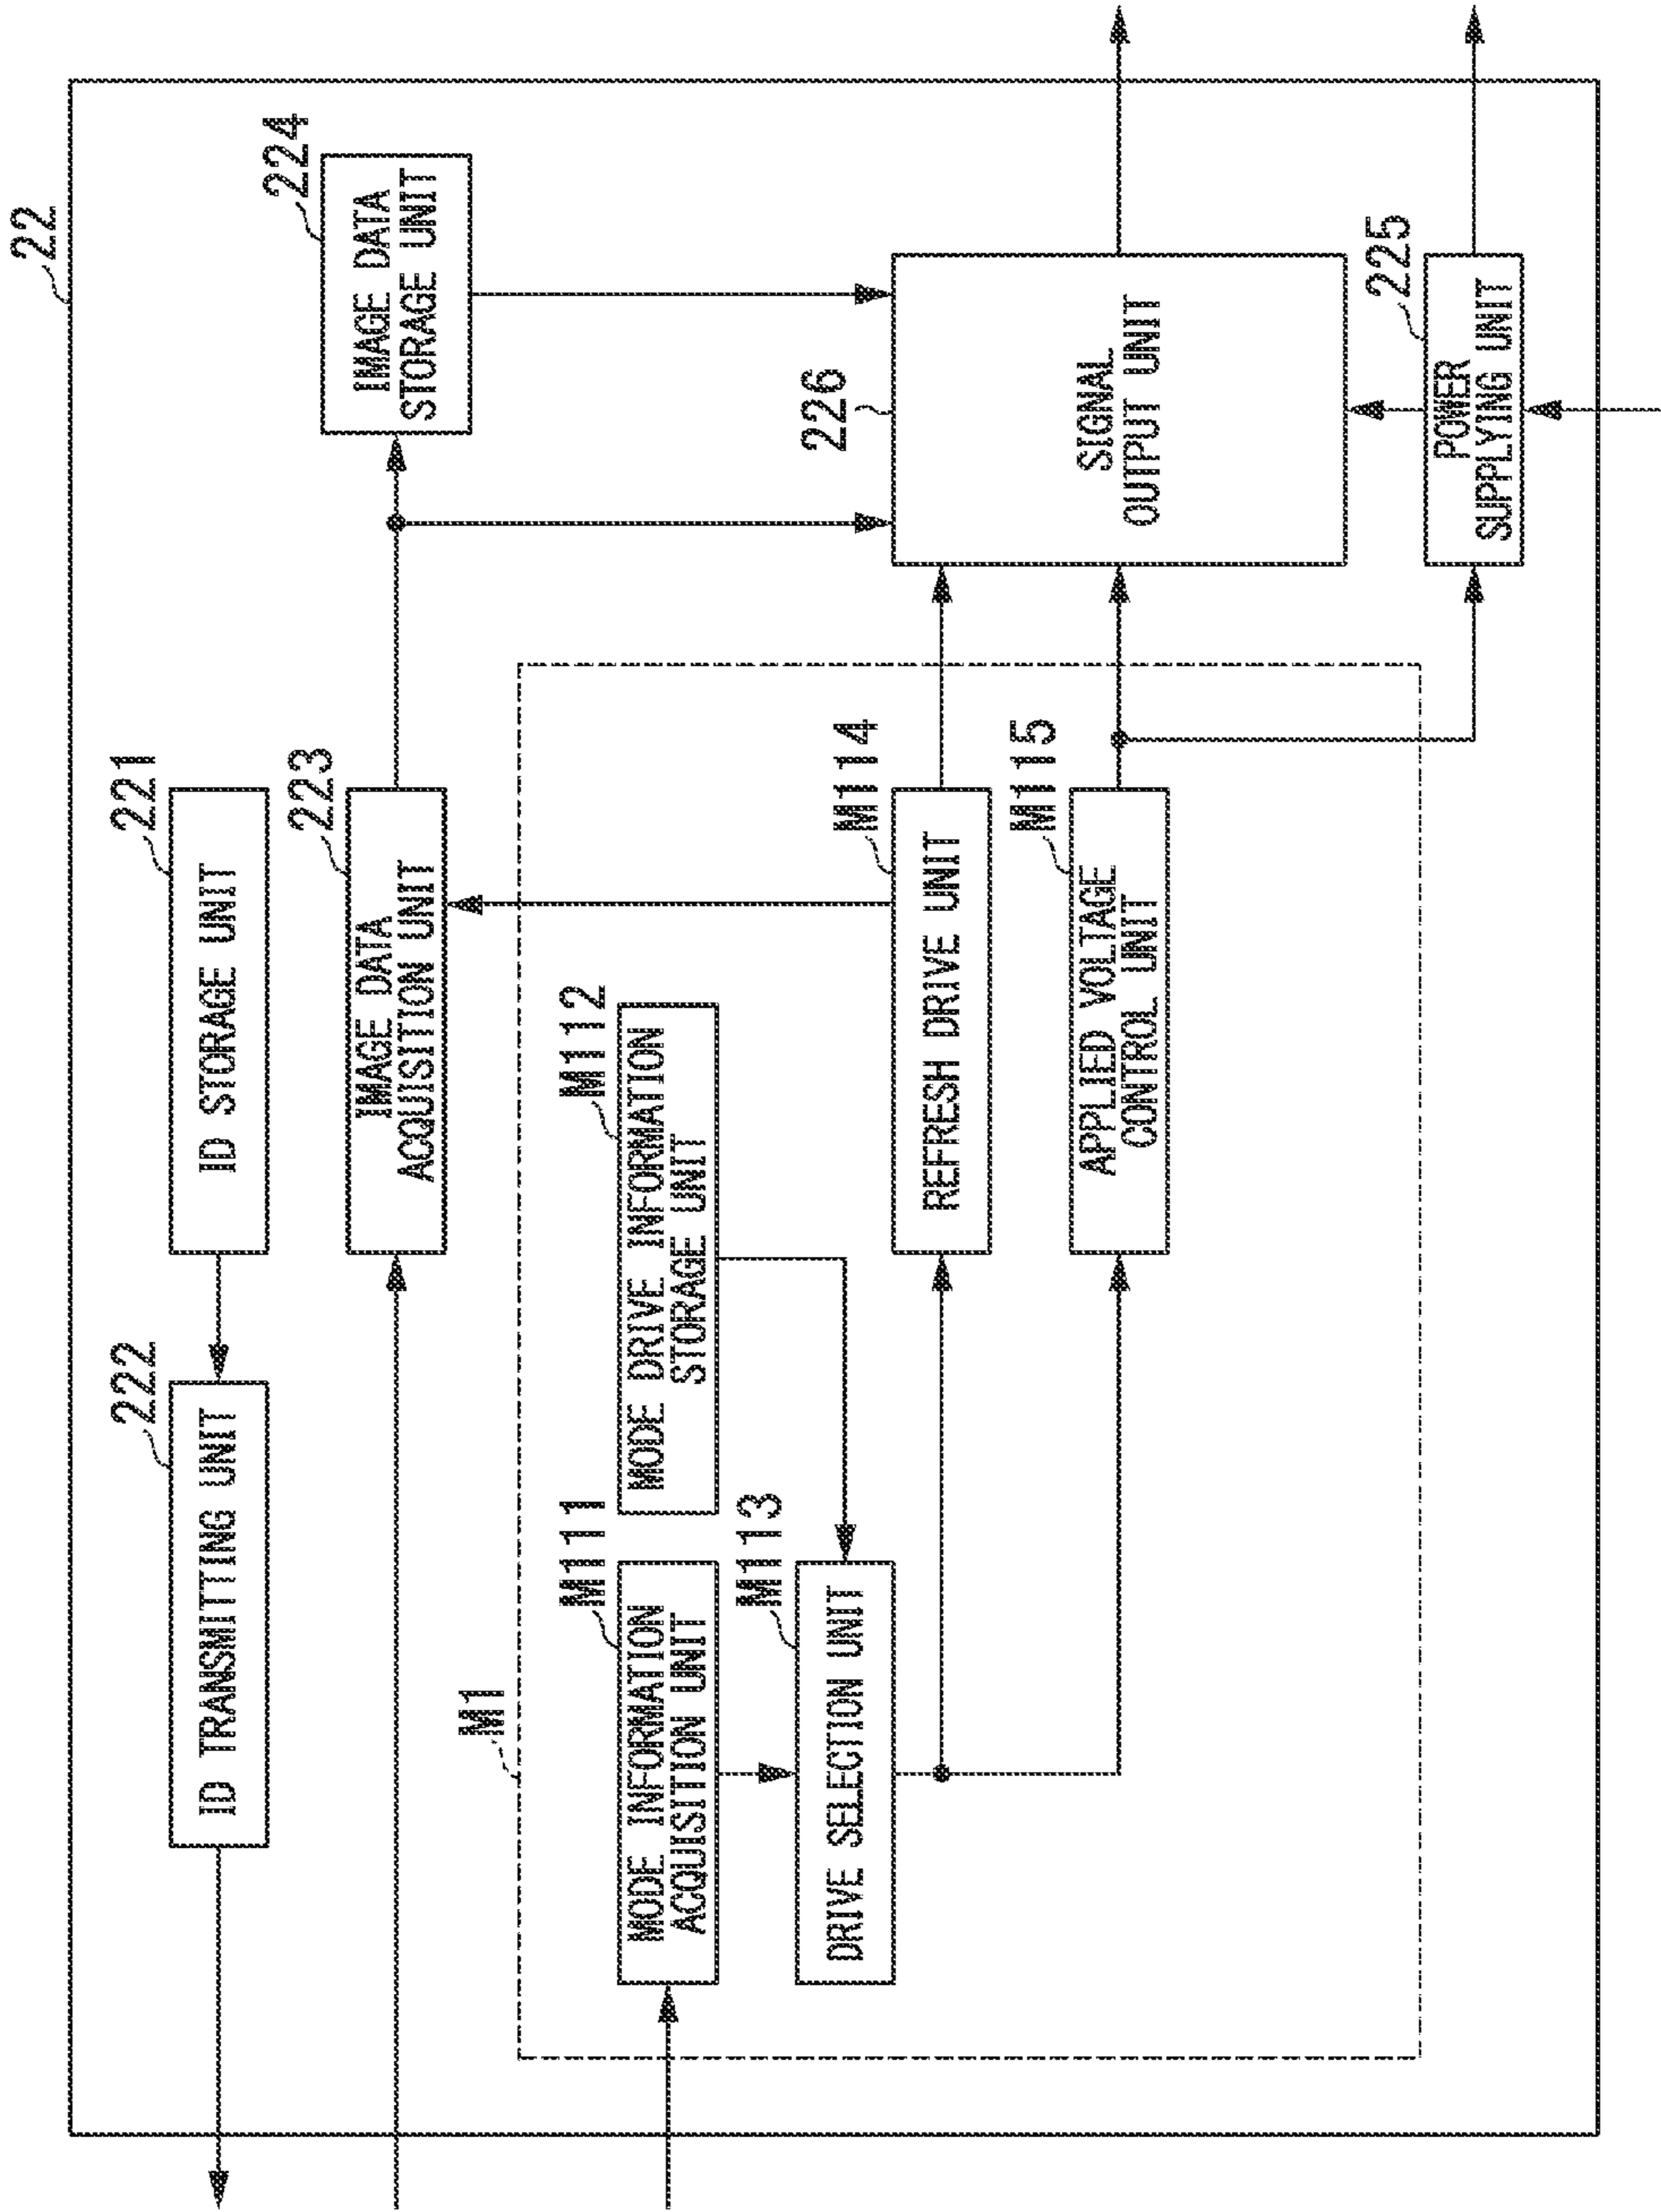 22
222
ID TRANSMITTING UNIT
221
ID STORAGE UNIT
223
IMAGE DATA
ACQUISITION UNIT
224
IMAGE DATA
STORAGE UNIT
M1
M111
MODE INFORMATION
ACQUISITION UNIT
M112
MODE DRIVE INFORMATION
STORAGE UNIT
M113
DRIVE SELECTION UNIT
M114
REFRESH DRIVE UNIT
M115
APPLIED VOLTAGE
CONTROL UNIT
226
SIGNAL
OUTPUT UNIT
225
POWER
SUPPLYING UNIT